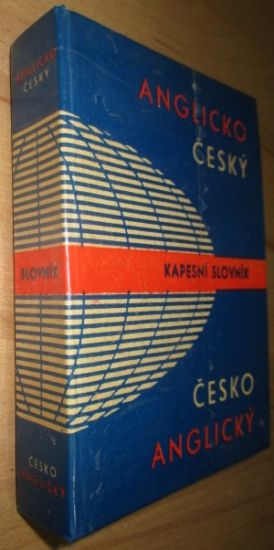 ANGLICKO
ČESKÝ
SLOVNÍK
ČESKO
ANGLICKÝ
ANGLICKO
ČESKÝ
KAPESNÍ SLOVNÍK
ČESKO
ANGLICKÝ